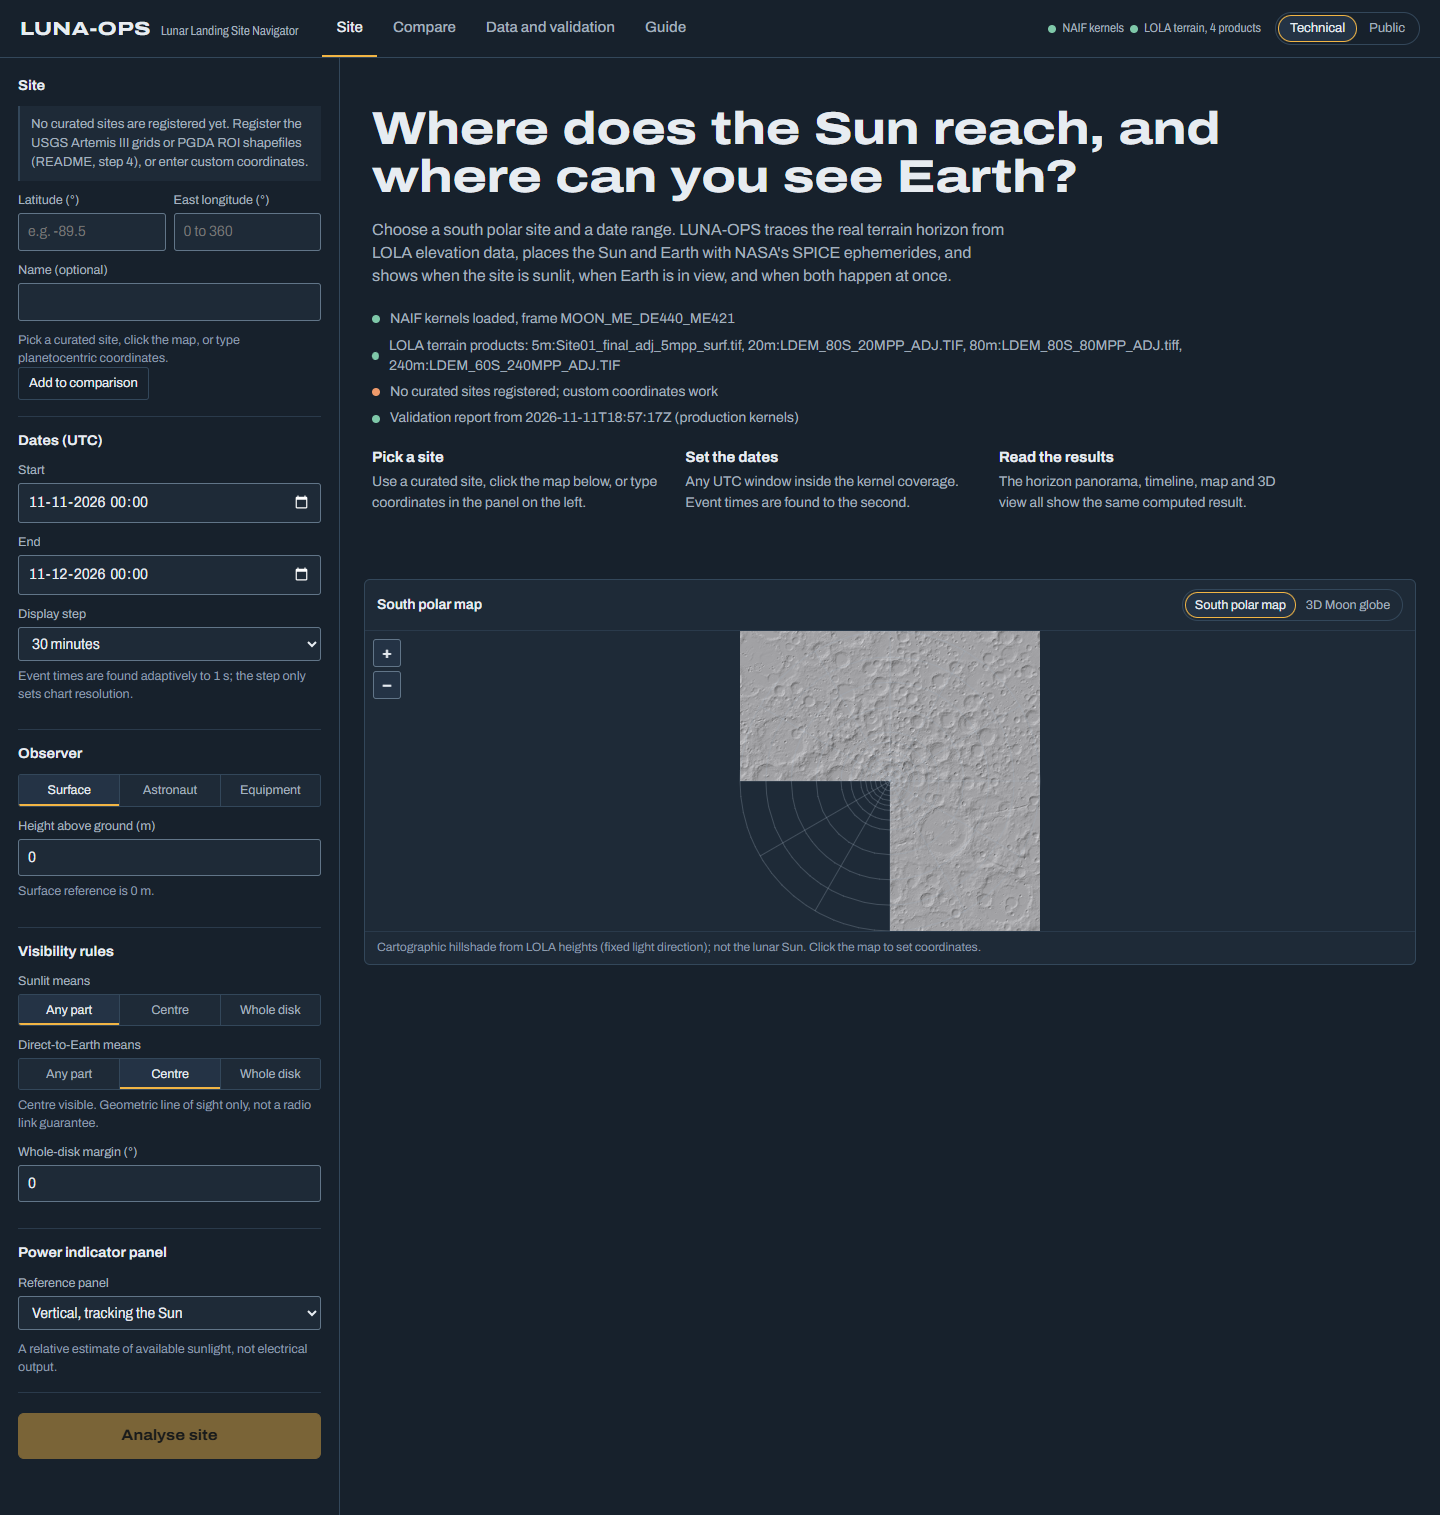 LUNA-OPS Lunar Landing Site Navigator Site Compare Data and validation Guide NAIF kernels LOLA terrain, 4 products Technical Public
Site
No curated sites are registered yet. Register the
USGS Artemis III grids or PGDA ROI shapefiles
(README, step 4), or enter custom coordinates.
Latitude (°) East longitude (°)
e.g. -89.5 0 to 360
Name (optional)
Pick a curated site, click the map, or type
planetocentric coordinates.
Add to comparison
Dates (UTC)
Start
11-11-2026 00:00
End
11-12-2026 00:00
Display step
30 minutes
Event times are found adaptively to 1 s; the step only
sets chart resolution.
Observer
Surface Astronaut Equipment
Height above ground (m)
0
Surface reference is 0 m.
Visibility rules
Sunlit means
Any part Centre Whole disk
Direct-to-Earth means
Any part Centre Whole disk
Centre visible. Geometric line of sight only, not a radio
link guarantee.
Whole-disk margin (°)
0
Power indicator panel
Reference panel
Vertical, tracking the Sun
A relative estimate of available sunlight, not electrical
output.
Analyse site
Where does the Sun reach, and
where can you see Earth?
Choose a south polar site and a date range. LUNA-OPS traces the real terrain horizon from
LOLA elevation data, places the Sun and Earth with NASA's SPICE ephemerides, and
shows when the site is sunlit, when Earth is in view, and when both happen at once.
NAIF kernels loaded, frame MOON_ME_DE440_ME421
LOLA terrain products: 5m:Site01_final_adj_5mpp_surf.tif, 20m:LDEM_80S_20MPP_ADJ.TIF, 80m:LDEM_80S_80MPP_ADJ.tiff,
240m:LDEM_60S_240MPP_ADJ.TIF
No curated sites registered; custom coordinates work
Validation report from 2026-11-11T18:57:17Z (production kernels)
Pick a site
Use a curated site, click the map below, or type
coordinates in the panel on the left.
Set the dates
Any UTC window inside the kernel coverage.
Event times are found to the second.
Read the results
The horizon panorama, timeline, map and 3D
view all show the same computed result.
South polar map South polar map 3D Moon globe
+
−
Cartographic hillshade from LOLA heights (fixed light direction); not the lunar Sun. Click the map to set coordinates.